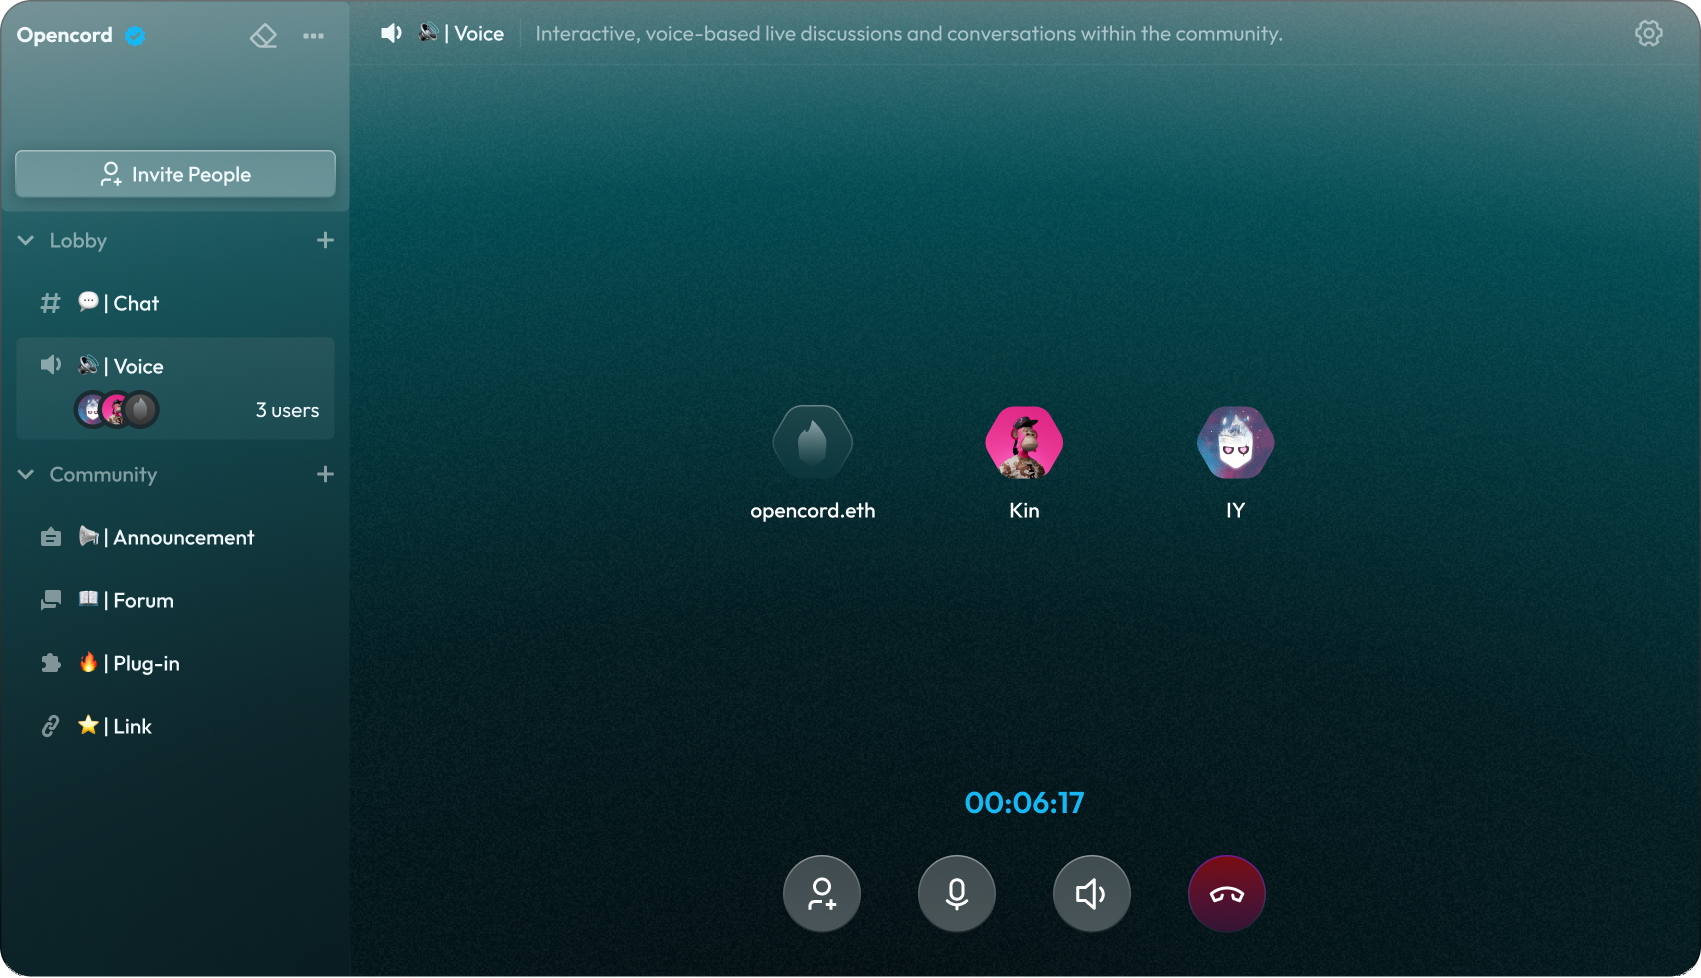 Opencord
Invite People
Lobby
| Chat
| Voice
3 users
Community
| Announcement
| Forum
| Plug-in
| Link
| Voice
Interactive, voice-based live discussions and conversations within the community.
opencord.eth
Kin
IY
00:06:17